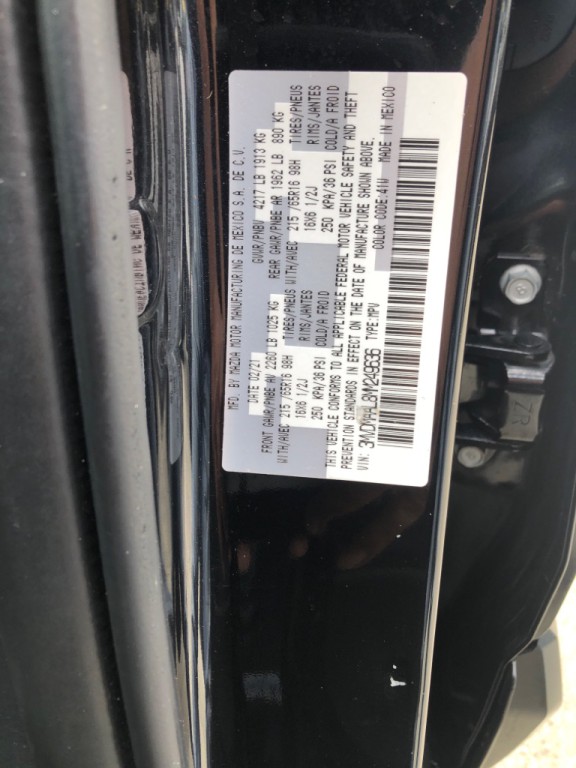 MFD. BY MAZDA MOTOR MANUFACTURING DE MEXICO S.A. DE C.V.
DATE 02/21 GVWR/PNBV 4217 LB 1913 KG
FRONT GAWR/PNBE AV 2260 LB 1025 KG REAR GAWR/PNBE AR 1962 LB 890 KG
WITH/AVEC 215/65R16 98H TIRES/PNEUS WITH/AVEC 215/65R16 98H TIRES/PNEUS
16X6 1/2J RIMS/JANTES 16X6 1/2J RIMS/JANTES
250 KPA/36 PSI COLD/A FROID 250 KPA/36 PSI COLD/A FROID
THIS VEHICLE CONFORMS TO ALL APPLICABLE FEDERAL MOTOR VEHICLE SAFETY AND THEFT
PREVENTION STANDARDS IN EFFECT ON THE DATE OF MANUFACTURE SHOWN ABOVE.
VIN: TYPE:MPV COLOR CODE:41W MADE IN MEXICO
ZR